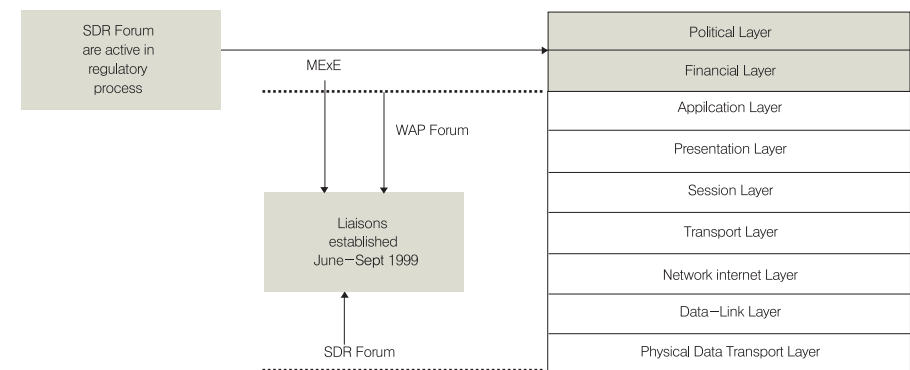 SDR Forum
are active in
regulatory
process
MExE
WAP Forum
Liaisons
established
June−Sept 1999
SDR Forum
Political Layer
Financial Layer
Appilcation Layer
Presentation Layer
Session Layer
Transport Layer
Network internet Layer
Data−Link Layer
Physical Data Transport Layer